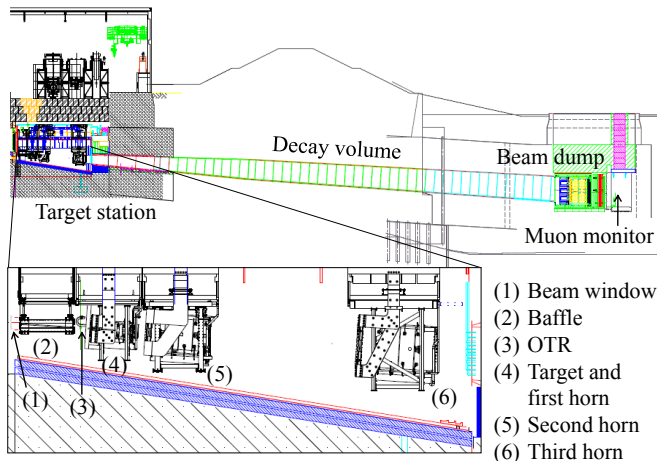 Decay volume
Beam dump
Target station
Muon monitor
(2)
(4)
(5)
(6)
(1)
(3)
(1) Beam window
(2) Baffle
(3) OTR
(4) Target and
first horn
(5) Second horn
(6) Third horn